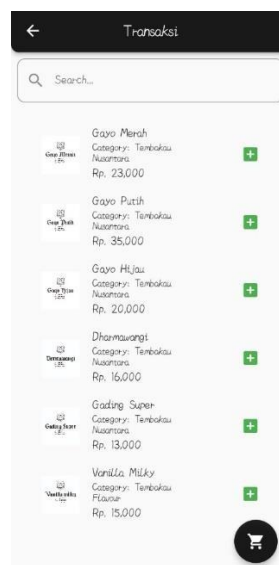 Transaksi
Search...
Gayo Merah
Category: Tembakau
Nusantara
Rp. 23,000
Gayo Putih
Category: Tembakau
Nusantara
Rp. 35,000
Gayo Hijau
Category: Tembakau
Nusantara
Rp. 20,000
Dharmawangi
Category: Tembakau
Nusantara
Rp. 16,000
Gading Super
Category: Tembakau
Nusantara
Rp. 13,000
Vanilla Milky
Category: Tembakau
Flavour
Rp. 15,000